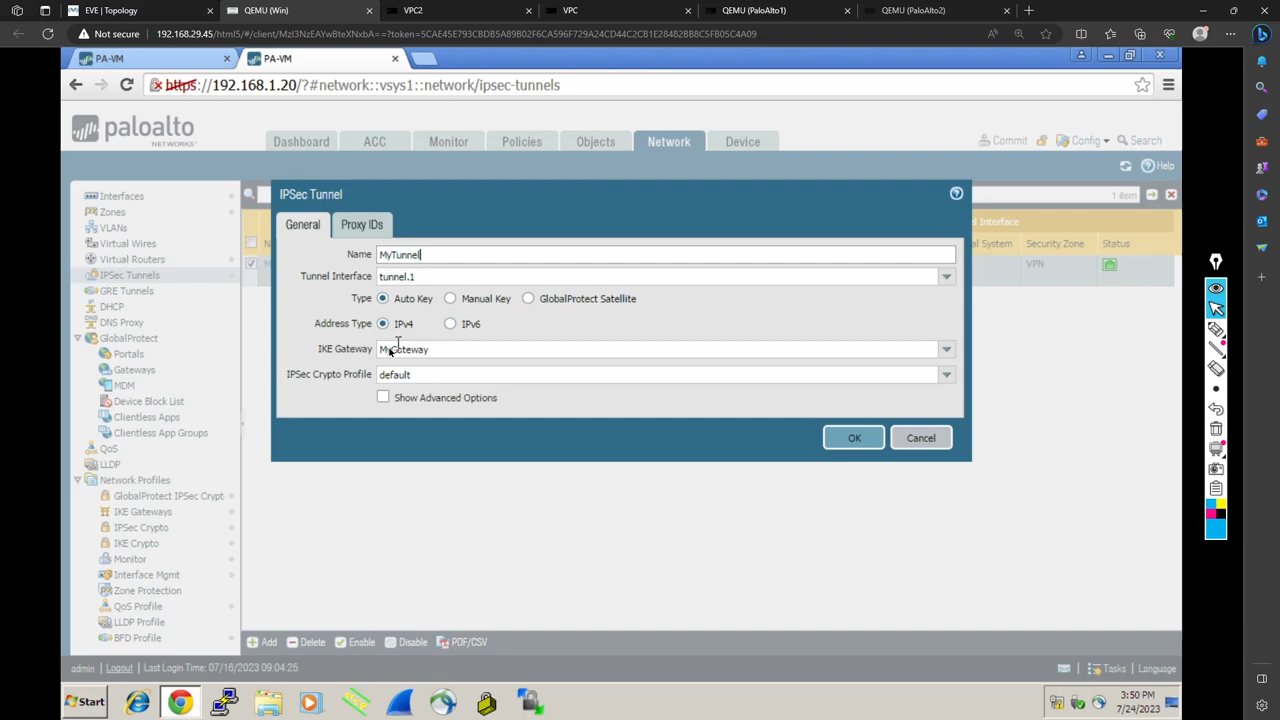 EVE | Topology
QEMU (Win)
VPC2
VPC
QEMU (PaloAlto1)
QEMU (PaloAlto2)
Not secure
192.168.29.45/html5/#/client/MzI3NzEAYwBteXNxbA==?token=5CAE45E793CBD85A89B02F6CA596F729A24CD44C2CB1E28482BB8C5FB05C4A09
PA-VM
PA-VM
https://192.168.1.20/?#network::vsys1::network/ipsec-tunnels
paloalto
NETWORKS
Dashboard
ACC
Monitor
Policies
Objects
Network
Device
Commit
Config
Search
Help
1 item
Interfaces
Zones
VLANs
Virtual Wires
Virtual Routers
IPSec Tunnels
GRE Tunnels
DHCP
DNS Proxy
GlobalProtect
Portals
Gateways
MDM
Device Block List
Clientless Apps
Clientless App Groups
QoS
LLDP
Network Profiles
GlobalProtect IPSec Crypt
IKE Gateways
IPSec Crypto
IKE Crypto
Monitor
Interface Mgmt
Zone Protection
QoS Profile
LLDP Profile
BFD Profile
Interface
System
Security Zone
Status
VPN
IPSec Tunnel
General
Proxy IDs
Name
MyTunnel
Tunnel Interface
tunnel.1
Type
Auto Key
Manual Key
GlobalProtect Satellite
Address Type
IPv4
IPv6
IKE Gateway
MyGateway
IPSec Crypto Profile
default
Show Advanced Options
OK
Cancel
Add
Delete
Enable
Disable
PDF/CSV
admin | Logout | Last Login Time: 07/16/2023 09:04:25
Tasks
Language
Start
3:50 PM
7/24/2023